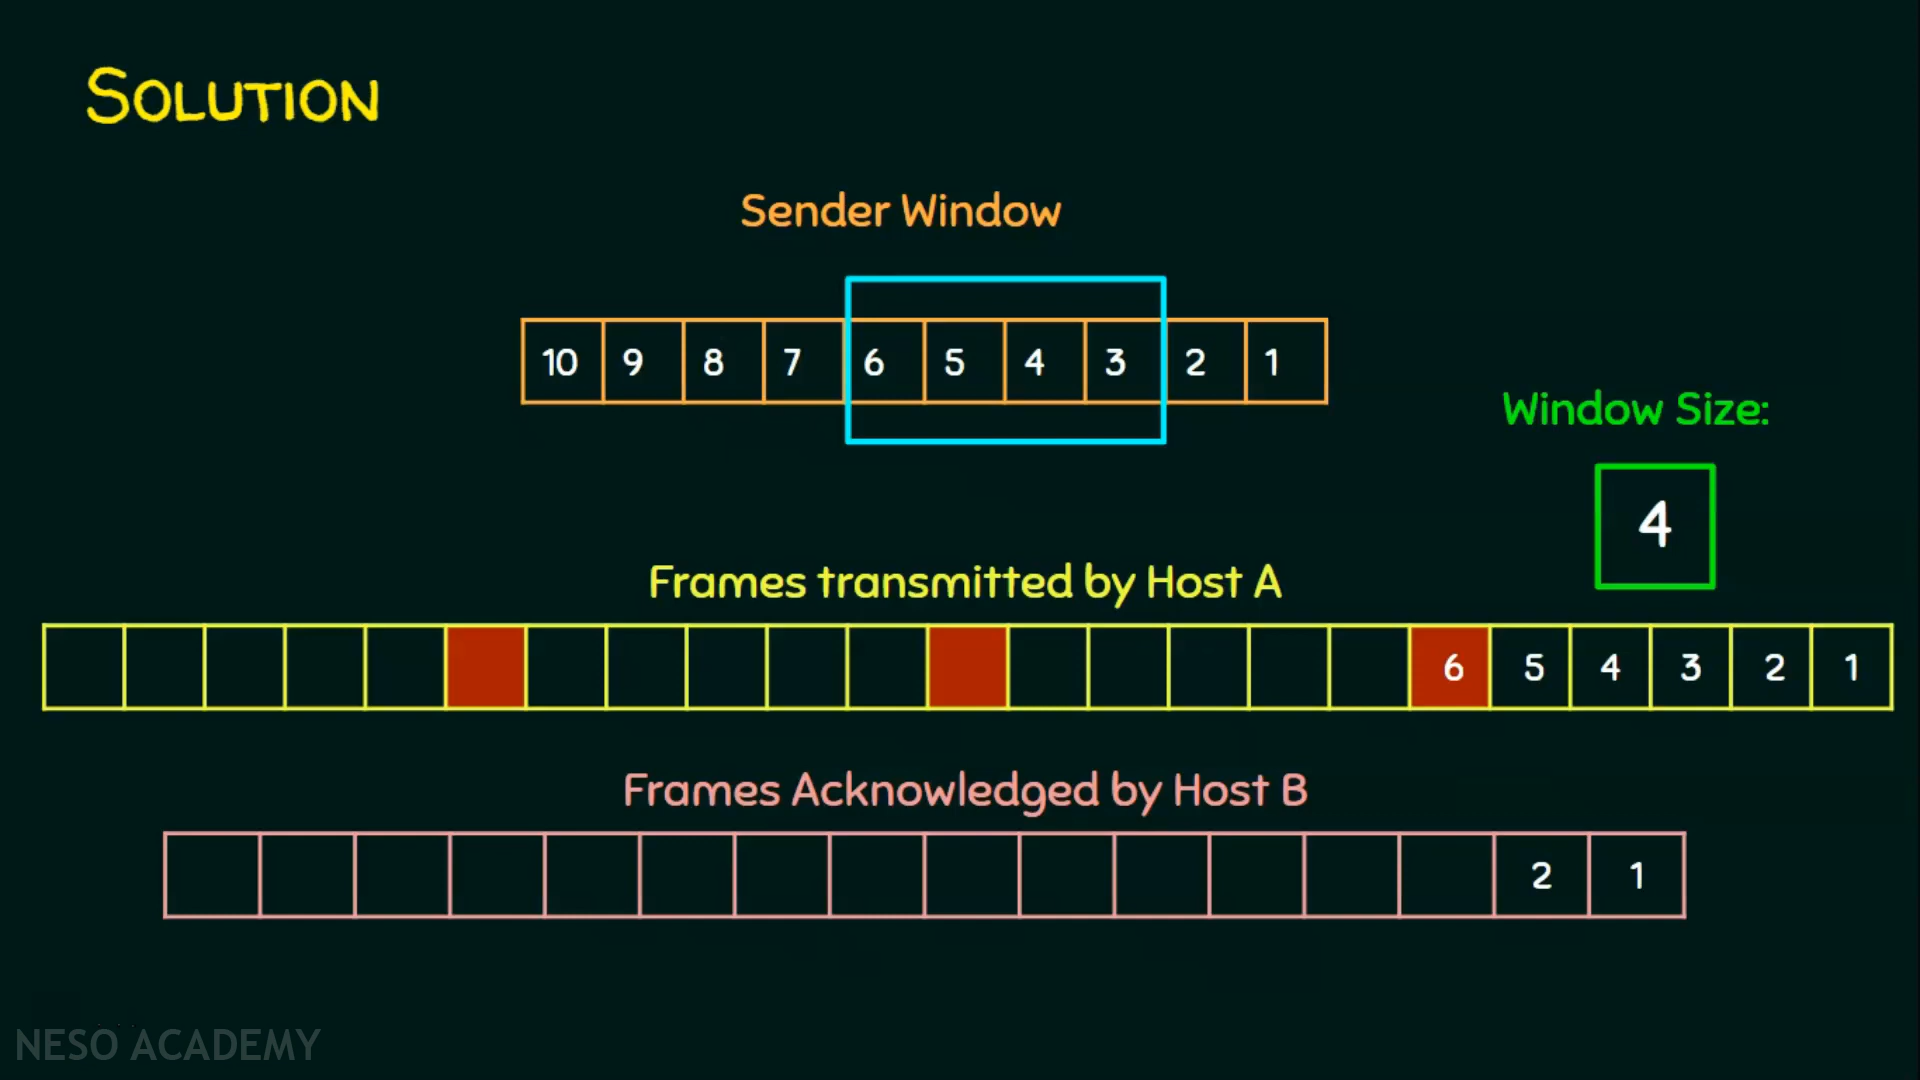 SOLUTION
Sender Window
10 9 8 7 6 5 4 3 2 1
Window Size:
4
Frames transmitted by Host A
6 5 4 3 2 1
Frames Acknowledged by Host B
2 1
NESO ACADEMY